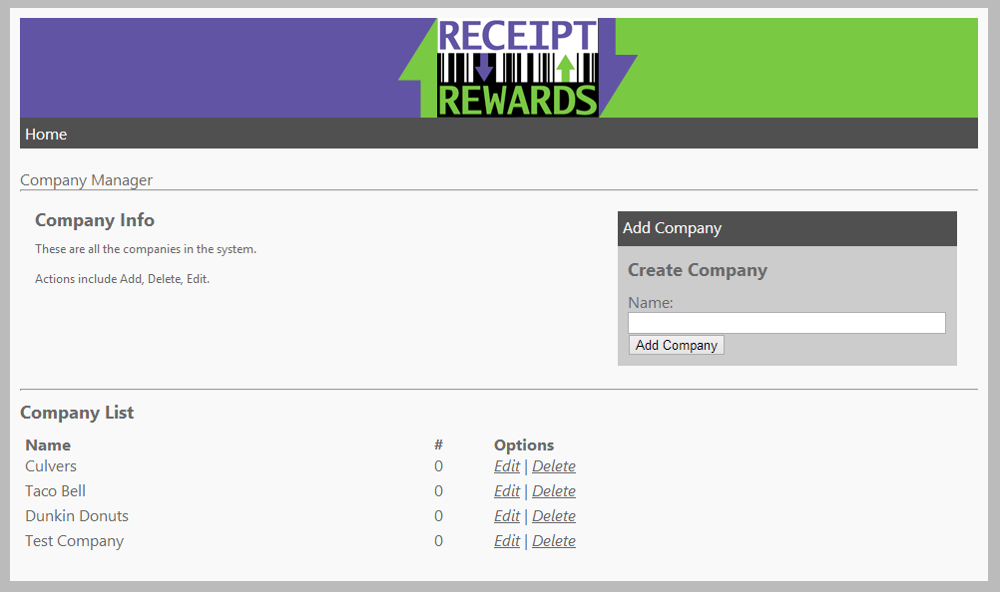 RECEIPT
REWARDS
Home
Company Manager
Company Info
These are all the companies in the system.
Actions include Add, Delete, Edit.
Add Company
Create Company
Name:
Add Company
Company List
Name # Options
Culvers 0 Edit | Delete
Taco Bell 0 Edit | Delete
Dunkin Donuts 0 Edit | Delete
Test Company 0 Edit | Delete